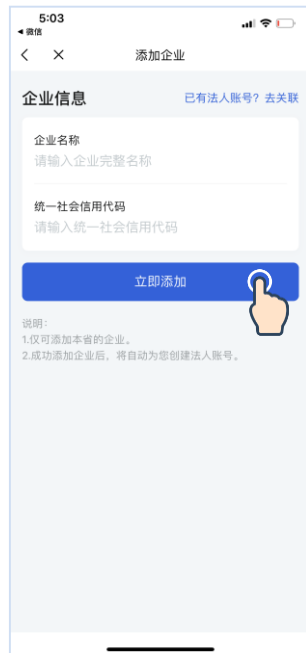 5:03
◀ 微信
添加企业
企业信息
已有法人账号？去关联
企业名称
请输入企业完整名称
统一社会信用代码
请输入统一社会信用代码
立即添加
说明：
1.仅可添加本省的企业。
2.成功添加企业后，将自动为您创建法人账号。